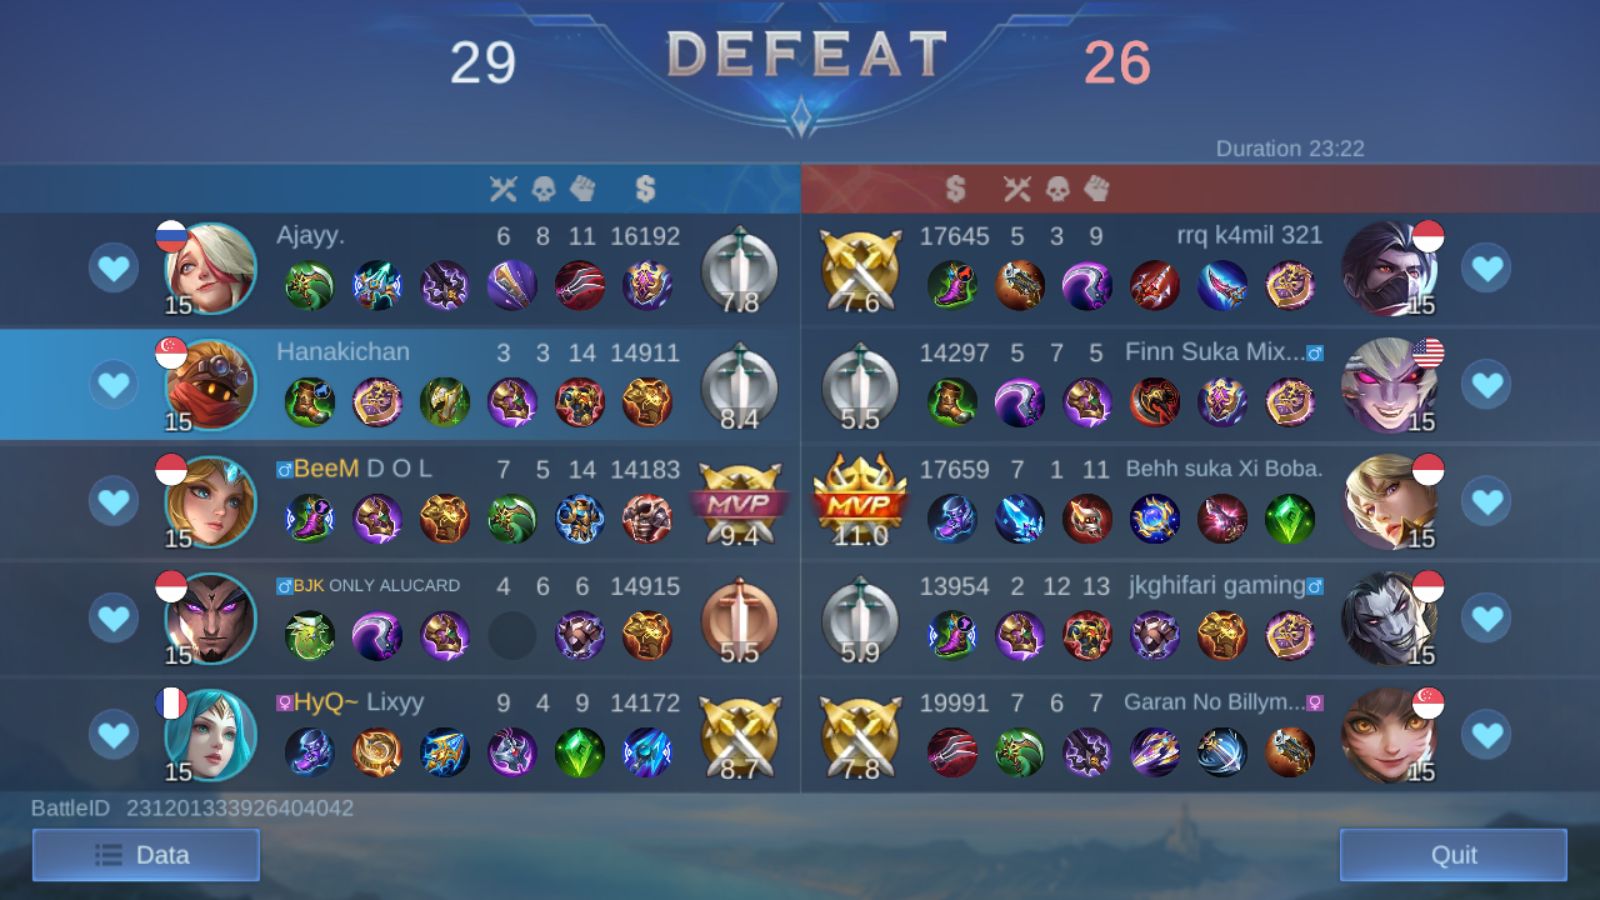 29 DEFEAT 26
Duration 23:22
Ajayy. 6 8 11 16192
15 7.8
17645 5 3 9 rrq k4mil 321
7.6 15
Hanakichan 3 3 14 14911
15 8.4
14297 5 7 5 Finn Suka Mix...
5.5 15
BeeM D O L 7 5 14 14183
MVP
15 9.4
17659 7 1 11 Behh suka Xi Boba.
MVP
11.0 15
BJK ONLY ALUCARD 4 6 6 14915
15 5.5
13954 2 12 13 jkghifari gaming
5.9 15
HyQ~ Lixyy 9 4 9 14172
15 8.7
19991 7 6 7 Garan No Billym...
7.8 15
BattleID 231201333926404042
Data
Quit